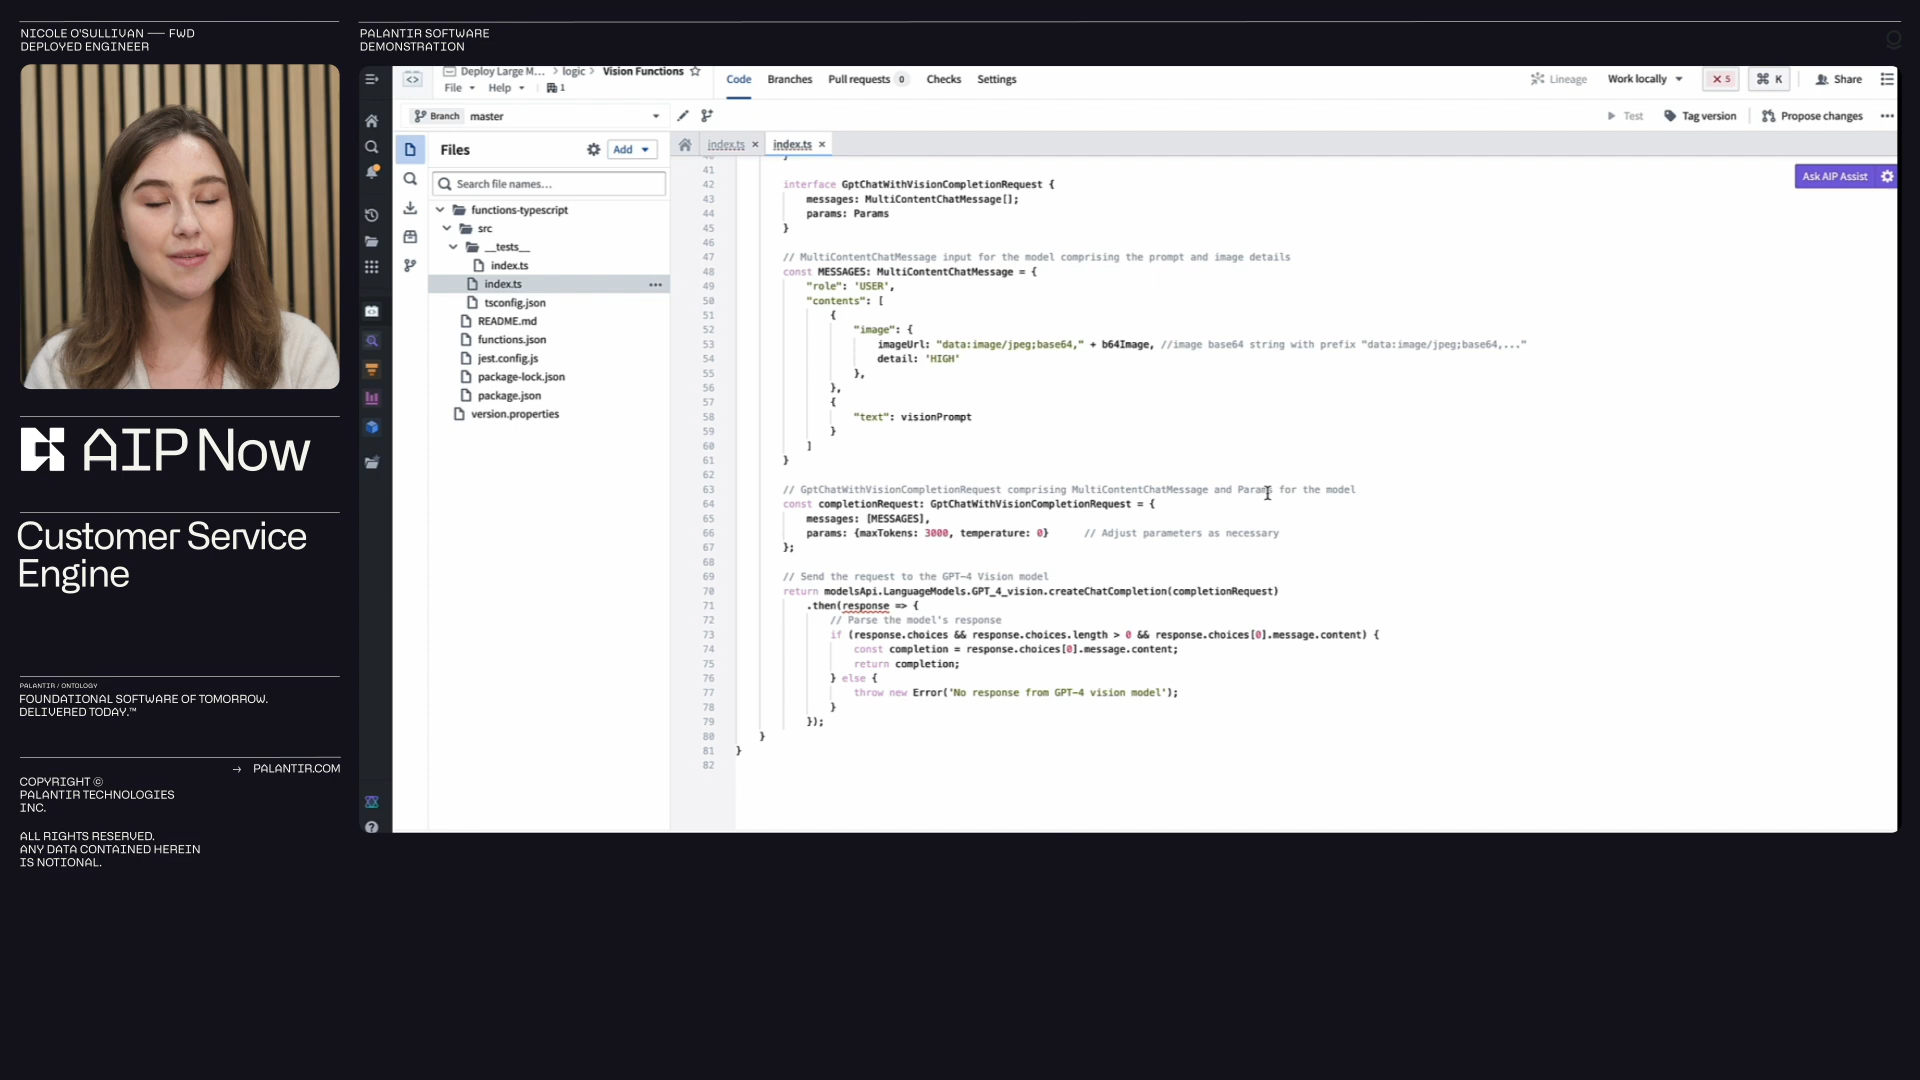 NICOLE O'SULLIVAN — FWD
DEPLOYED ENGINEER
PALANTIR SOFTWARE
DEMONSTRATION
AIP Now
Customer Service
Engine
PALANTIR / ONTOLOGY
FOUNDATIONAL SOFTWARE OF TOMORROW.
DELIVERED TODAY.™
→ PALANTIR.COM
COPYRIGHT ©
PALANTIR TECHNOLOGIES
INC.
ALL RIGHTS RESERVED.
ANY DATA CONTAINED HEREIN
IS NOTIONAL.
Deploy Large M... > logic > Vision Functions
File Help 1
Code Branches Pull requests 0 Checks Settings
Lineage Work locally × 5 ⌘ K Share
Branch master
Test Tag version Propose changes
Files Add
index.ts × index.ts ×
Search file names...
functions-typescript
src
__tests__
index.ts
index.ts
tsconfig.json
README.md
functions.json
jest.config.js
package-lock.json
package.json
version.properties
Ask AIP Assist
40 }
41
42 interface GptChatWithVisionCompletionRequest {
43 messages: MultiContentChatMessage[];
44 params: Params
45 }
46
47 // MultiContentChatMessage input for the model comprising the prompt and image details
48 const MESSAGES: MultiContentChatMessage = {
49 "role": 'USER',
50 "contents": [
51 {
52 "image": {
53 imageUrl: "data:image/jpeg;base64," + b64Image, //image base64 string with prefix "data:image/jpeg;base64,..."
54 detail: 'HIGH'
55 },
56 },
57 {
58 "text": visionPrompt
59 }
60 ]
61 }
62
63 // GptChatWithVisionCompletionRequest comprising MultiContentChatMessage and Params for the model
64 const completionRequest: GptChatWithVisionCompletionRequest = {
65 messages: [MESSAGES],
66 params: {maxTokens: 3000, temperature: 0} // Adjust parameters as necessary
67 };
68
69 // Send the request to the GPT-4 Vision model
70 return modelsApi.LanguageModels.GPT_4_vision.createChatCompletion(completionRequest)
71 .then(response => {
72 // Parse the model's response
73 if (response.choices && response.choices.length > 0 && response.choices[0].message.content) {
74 const completion = response.choices[0].message.content;
75 return completion;
76 } else {
77 throw new Error('No response from GPT-4 vision model');
78 }
79 });
80 }
81 }
82